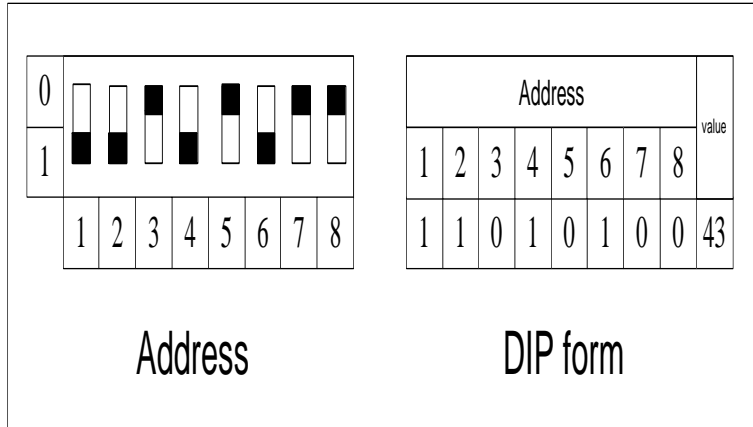 0
1
1 2 3 4 5 6 7 8
Address
Address value
1 2 3 4 5 6 7 8
1 1 0 1 0 1 0 0 43
DIP form